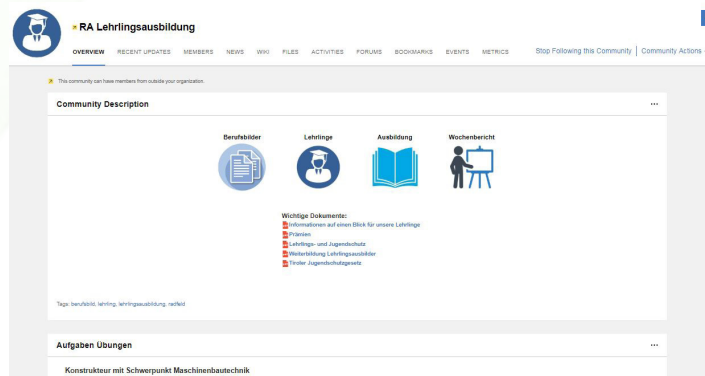 RA Lehrlingsausbildung
OVERVIEW RECENT UPDATES MEMBERS NEWS WIKI FILES ACTIVITIES FORUMS BOOKMARKS EVENTS METRICS Stop Following this Community | Community Actions
This community can have members from outside your organization.
Community Description ...
Berufsbilder Lehrlinge Ausbildung Wochenbericht
Wichtige Dokumente:
Informationen auf einen Blick für unsere Lehrlinge
Prämien
Lehrlings- und Jugendschutz
Weiterbildung Lehrlingsausbilder
Tiroler Jugendschutzgesetz
Tags: berufsbild, lehrling, lehrlingsausbildung, redfeld
Aufgaben Übungen ...
Konstrukteur mit Schwerpunkt Maschinenbautechnik